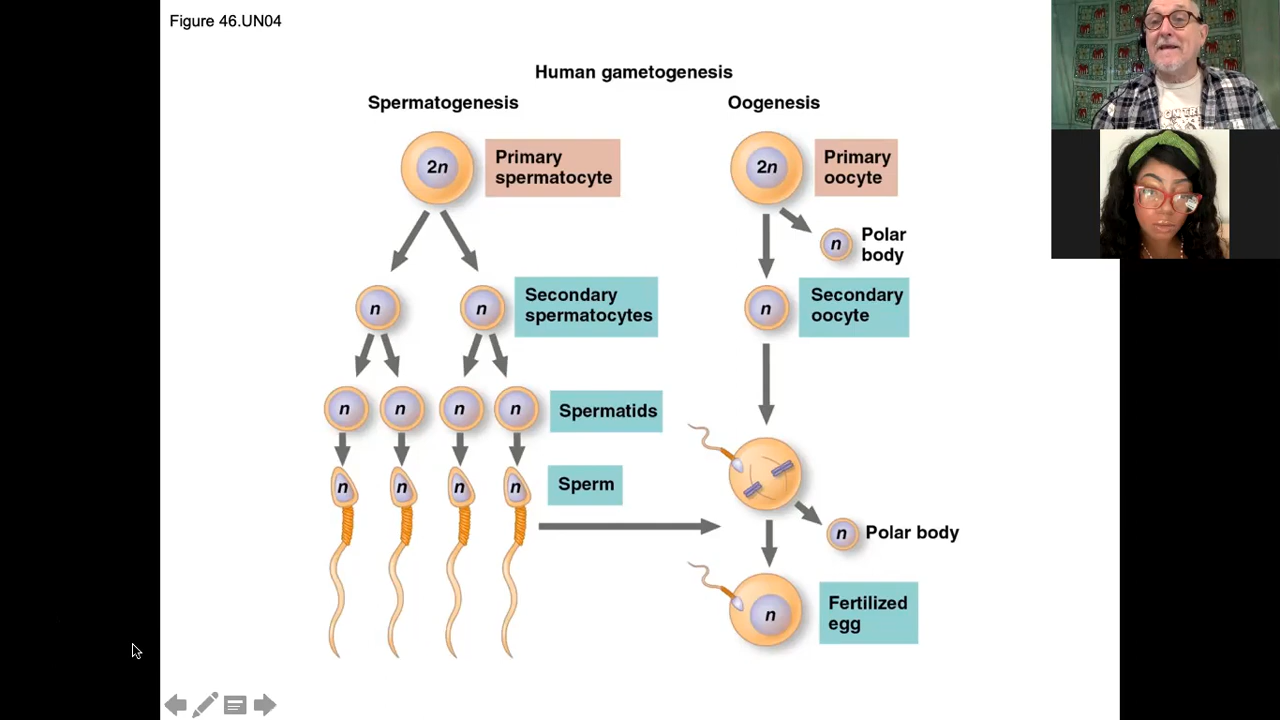 Figure 46.UN04
Human gametogenesis
Spermatogenesis
Oogenesis
2n
Primary
spermatocyte
2n
Primary
oocyte
n
Polar
body
n
n
Secondary
spermatocytes
n
Secondary
oocyte
n
n
n
n
Spermatids
n
n
n
n
Sperm
n
Polar body
n
Fertilized
egg